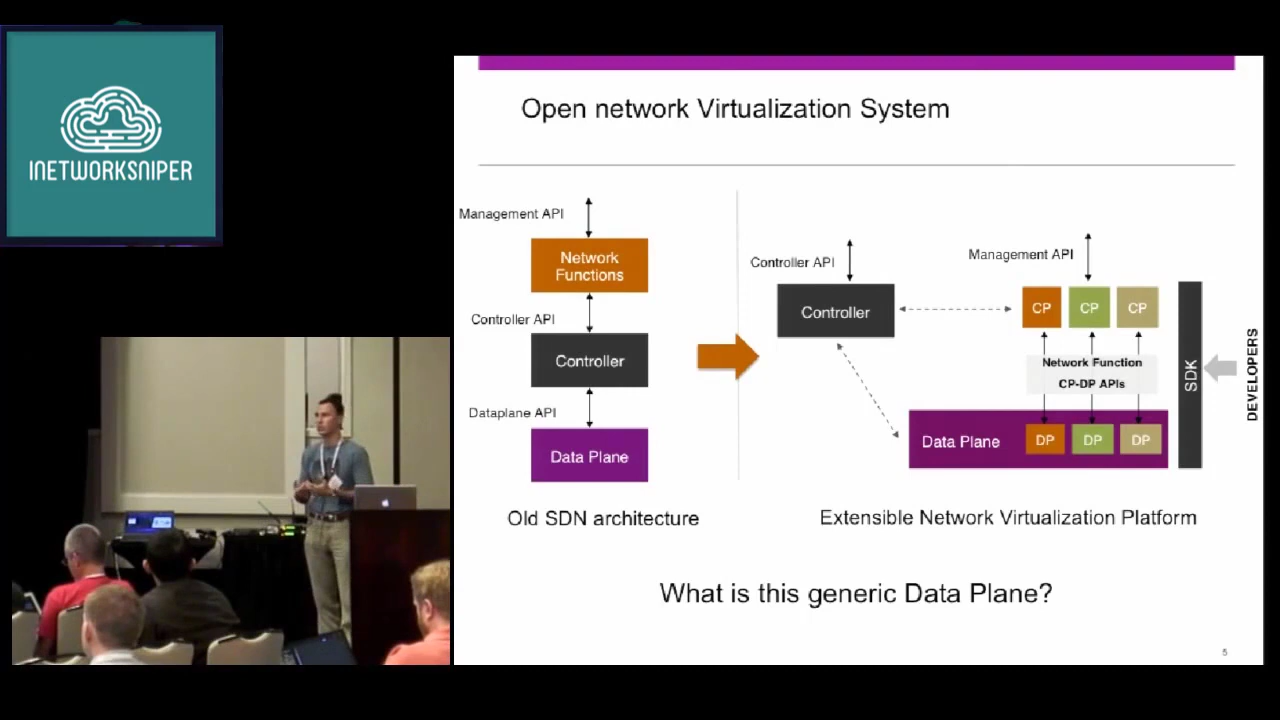 INETWORKSNIPER
Open network Virtualization System
Management API
Network
Functions
Controller API
Controller
Dataplane API
Data Plane
Old SDN architecture
Controller API
Management API
Controller
CP
CP
CP
Network Function
CP-DP APIs
Data Plane
DP
DP
DP
SDK
DEVELOPERS
Extensible Network Virtualization Platform
What is this generic Data Plane?
5